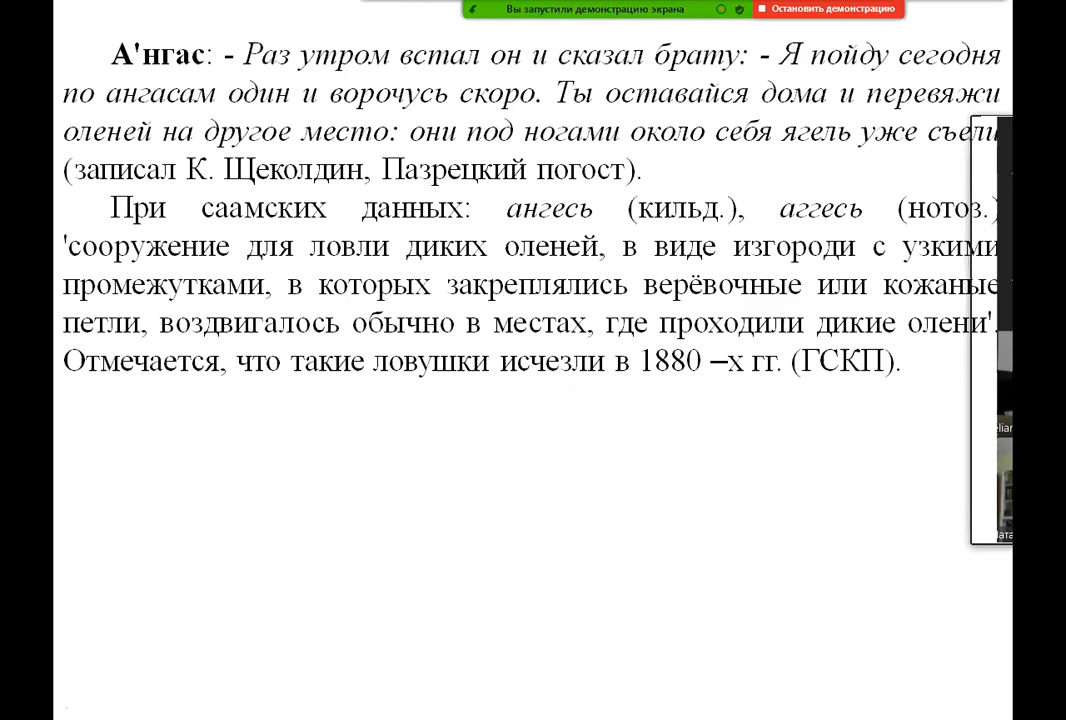 Вы запустили демонстрацию экрана Остановить демонстрацию
А'нгас: - Раз утром встал он и сказал брату: - Я пойду сегодня
по ангасам один и ворочусь скоро. Ты оставайся дома и перевяжи
оленей на другое место: они под ногами около себя ягель уже съели
(записал К. Щеколдин, Пазрецкий погост).
При саамских данных: ангесь (кильд.), аггесь (нотоз.)
'сооружение для ловли диких оленей, в виде изгороди с узкими
промежутками, в которых закреплялись верёвочные или кожаные
петли, воздвигалось обычно в местах, где проходили дикие олени'.
Отмечается, что такие ловушки исчезли в 1880 –х гг. (ГСКП).